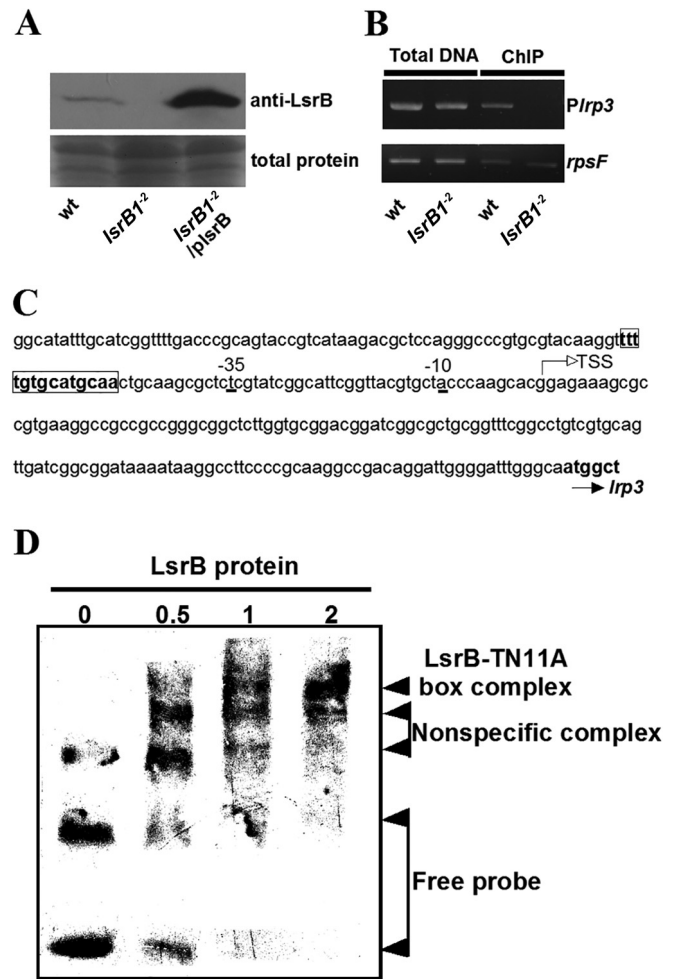 A
anti-LsrB
total protein
wt
lsrB1-2
lsrB1-2
/plsrB
B
Total DNA ChIP
Plrp3
rpsF
wt
lsrB1-2
wt
lsrB1-2
C
ggcatatttgcatcggttttgacccgcagtaccgtcataagacgctccagggcccgtgcgtacaaggtttt
-35 -10 TSS
tgtgcatgcaactgcaagcgctctcgtatcggcattcggttacgtgctacccaagcacggagaaagcgc
cgtgaaggccgccgccgggcggctcttggtgcggacggatcggcgctgcggtttcggcctgtcgtgcag
ttgatcggcggataaaataaggccttccccgcaaggccgacaggattggggatttgggcaatggct
lrp3
D
LsrB protein
0 0.5 1 2
LsrB-TN11A
box complex
Nonspecific complex
Free probe